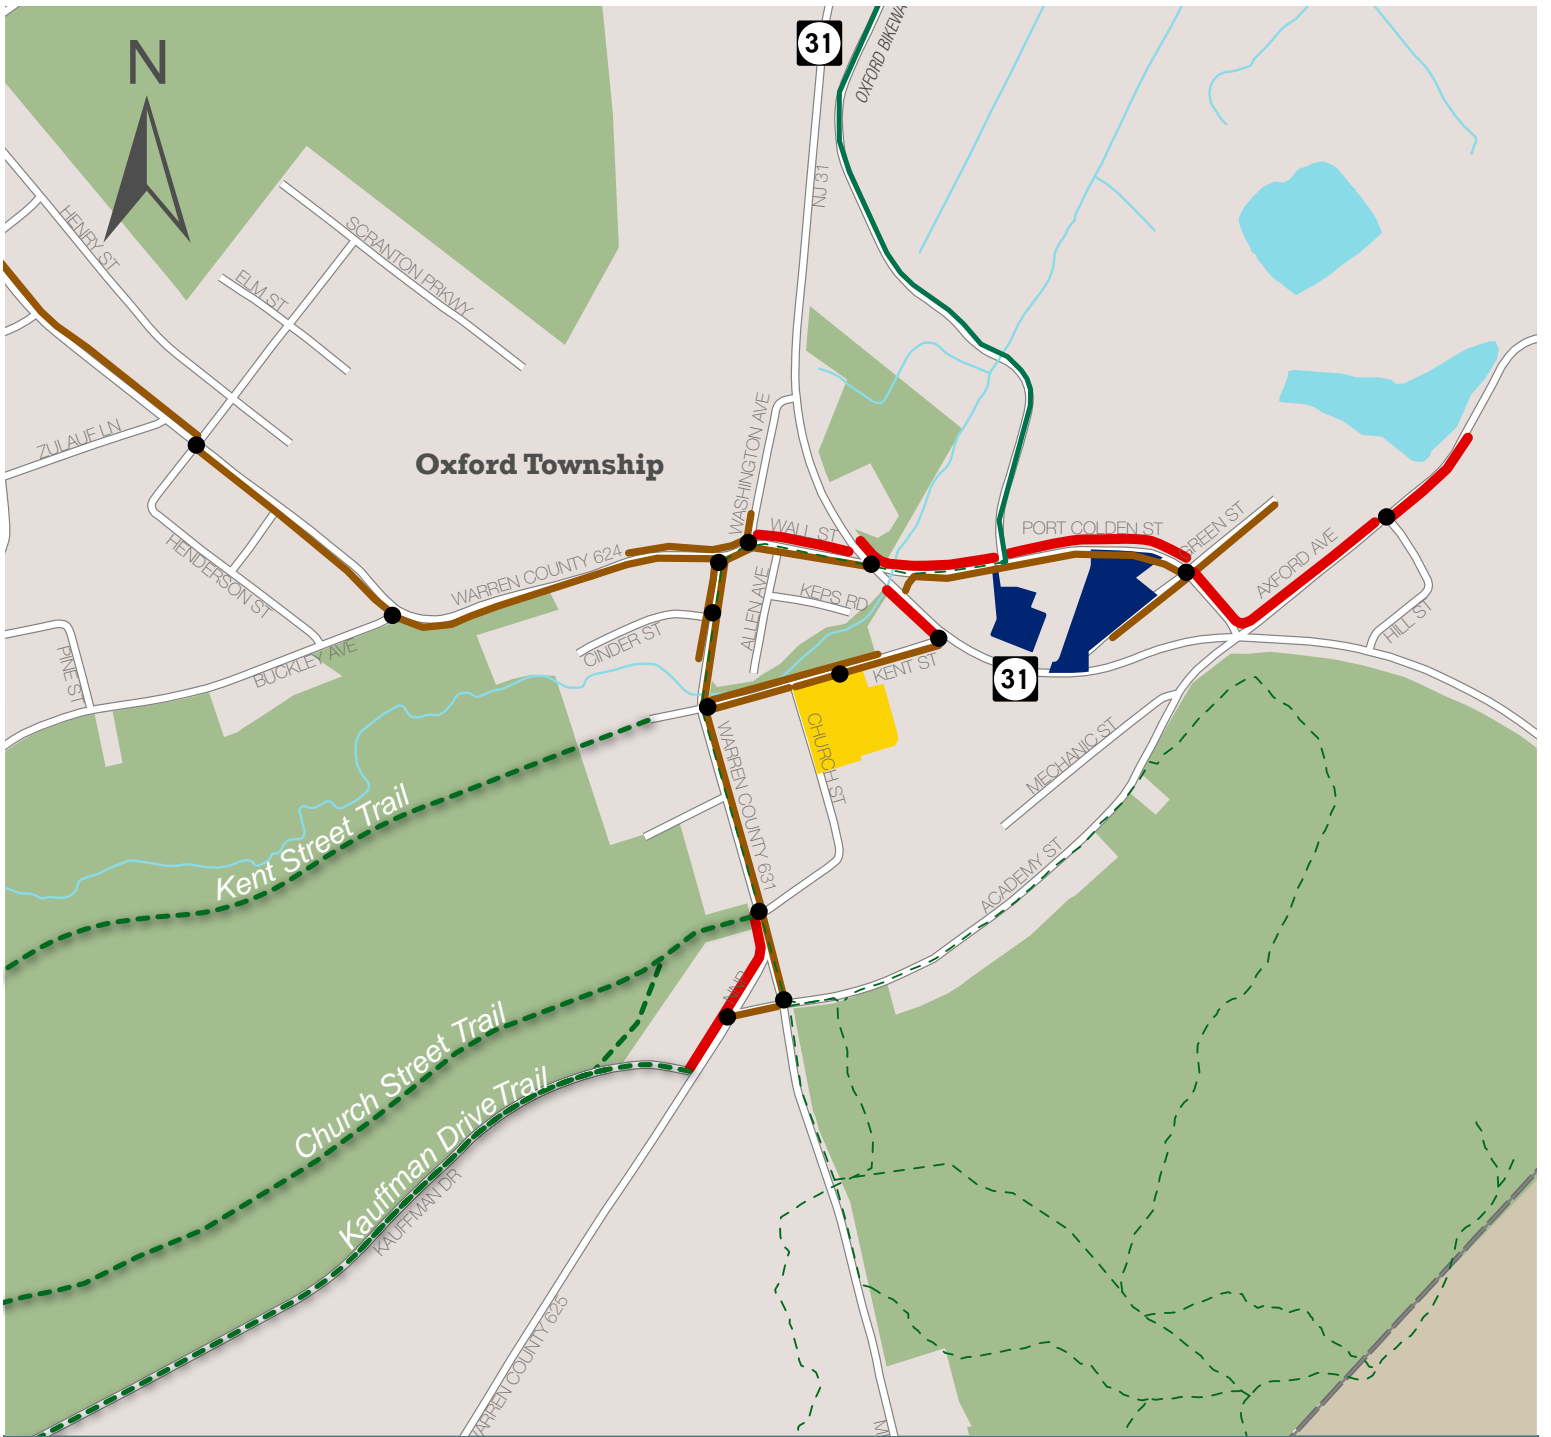 N
31
OXFORD BIKEWA
NJ 31
HENRY ST
SCRANTON PRKWY
ELM ST
ZULAUF LN
Oxford Township
WASHINGTON AVE
WALL ST
PORT COLDEN ST
GREEN ST
AXFORD AVE
HENDERSON ST
WARREN COUNTY 624
ALLEN AVE
KEPS RD
HILL ST
CINDER ST
PINE ST
BUCKLEY AVE
KENT ST
31
CHURCH ST
WARREN COUNTY 631
MECHANIC ST
Kent Street Trail
ACADEMY ST
Church Street Trail
Kauffman Drive Trail
KAUFFMAN DR
WARREN COUNTY 625